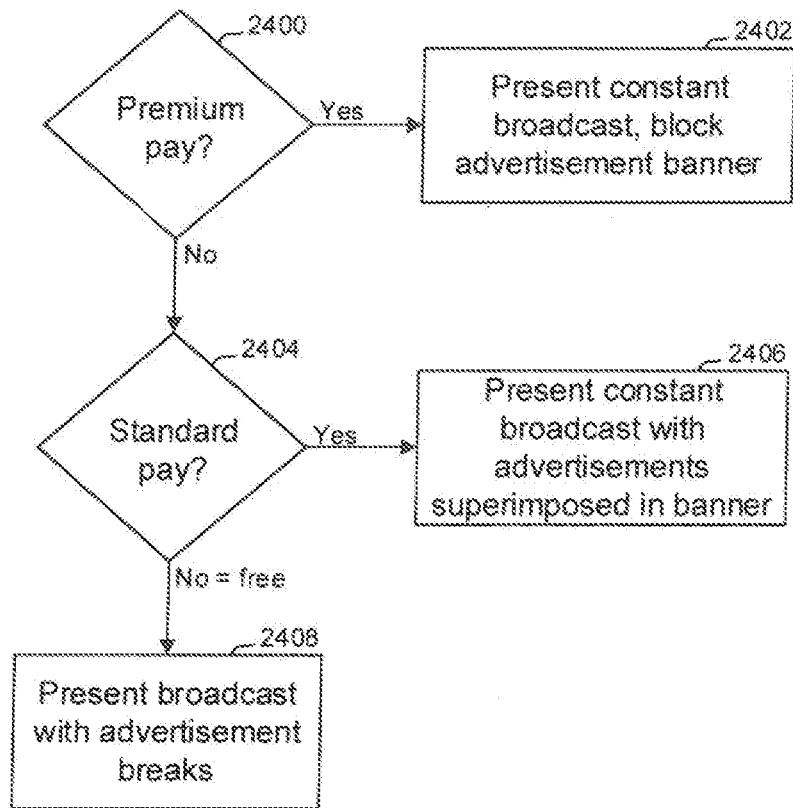 2400
Premium
pay?
Yes
2402
Present constant
broadcast, block
advertisement banner
No
2404
Standard
pay?
Yes
2406
Present constant
broadcast with
advertisements
superimposed in banner
No = free
2408
Present broadcast
with advertisement
breaks